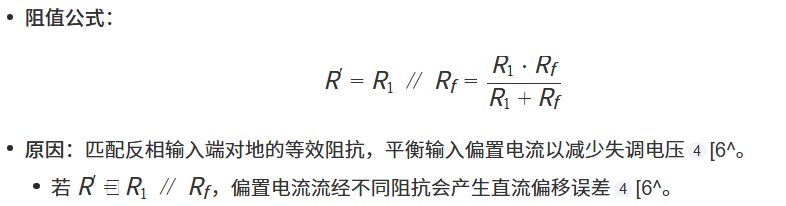 • 阻值公式：
R′ = R₁ // R_f = \frac{R₁ · R_f}{R₁ + R_f}
• 原因：匹配反相输入端对地的等效阻抗，平衡输入偏置电流以减少失调电压 4 [6^。
• 若 R′ ≡ R₁ // R_f，偏置电流流经不同阻抗会产生直流偏移误差 4 [6^。